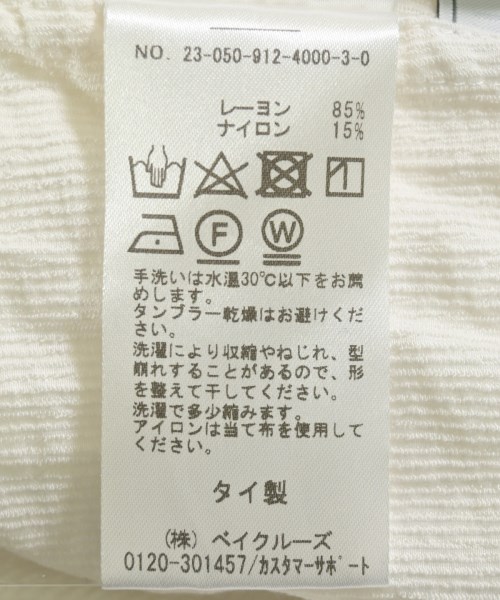 NO. 23-050-912-4000-3-0
レーヨン 85%
ナイロン 15%
F W
手洗いは水温30℃以下をお薦
めします。
タンブラー乾燥はお避けくだ
さい。
洗濯により収縮やねじれ、型
崩れすることがあるので、形
を整えて干してください。
洗濯で多少縮みます。
アイロンは当て布を使用して
ください。
タイ製
(株) ベイクルーズ
0120-301457/カスタマーサポート